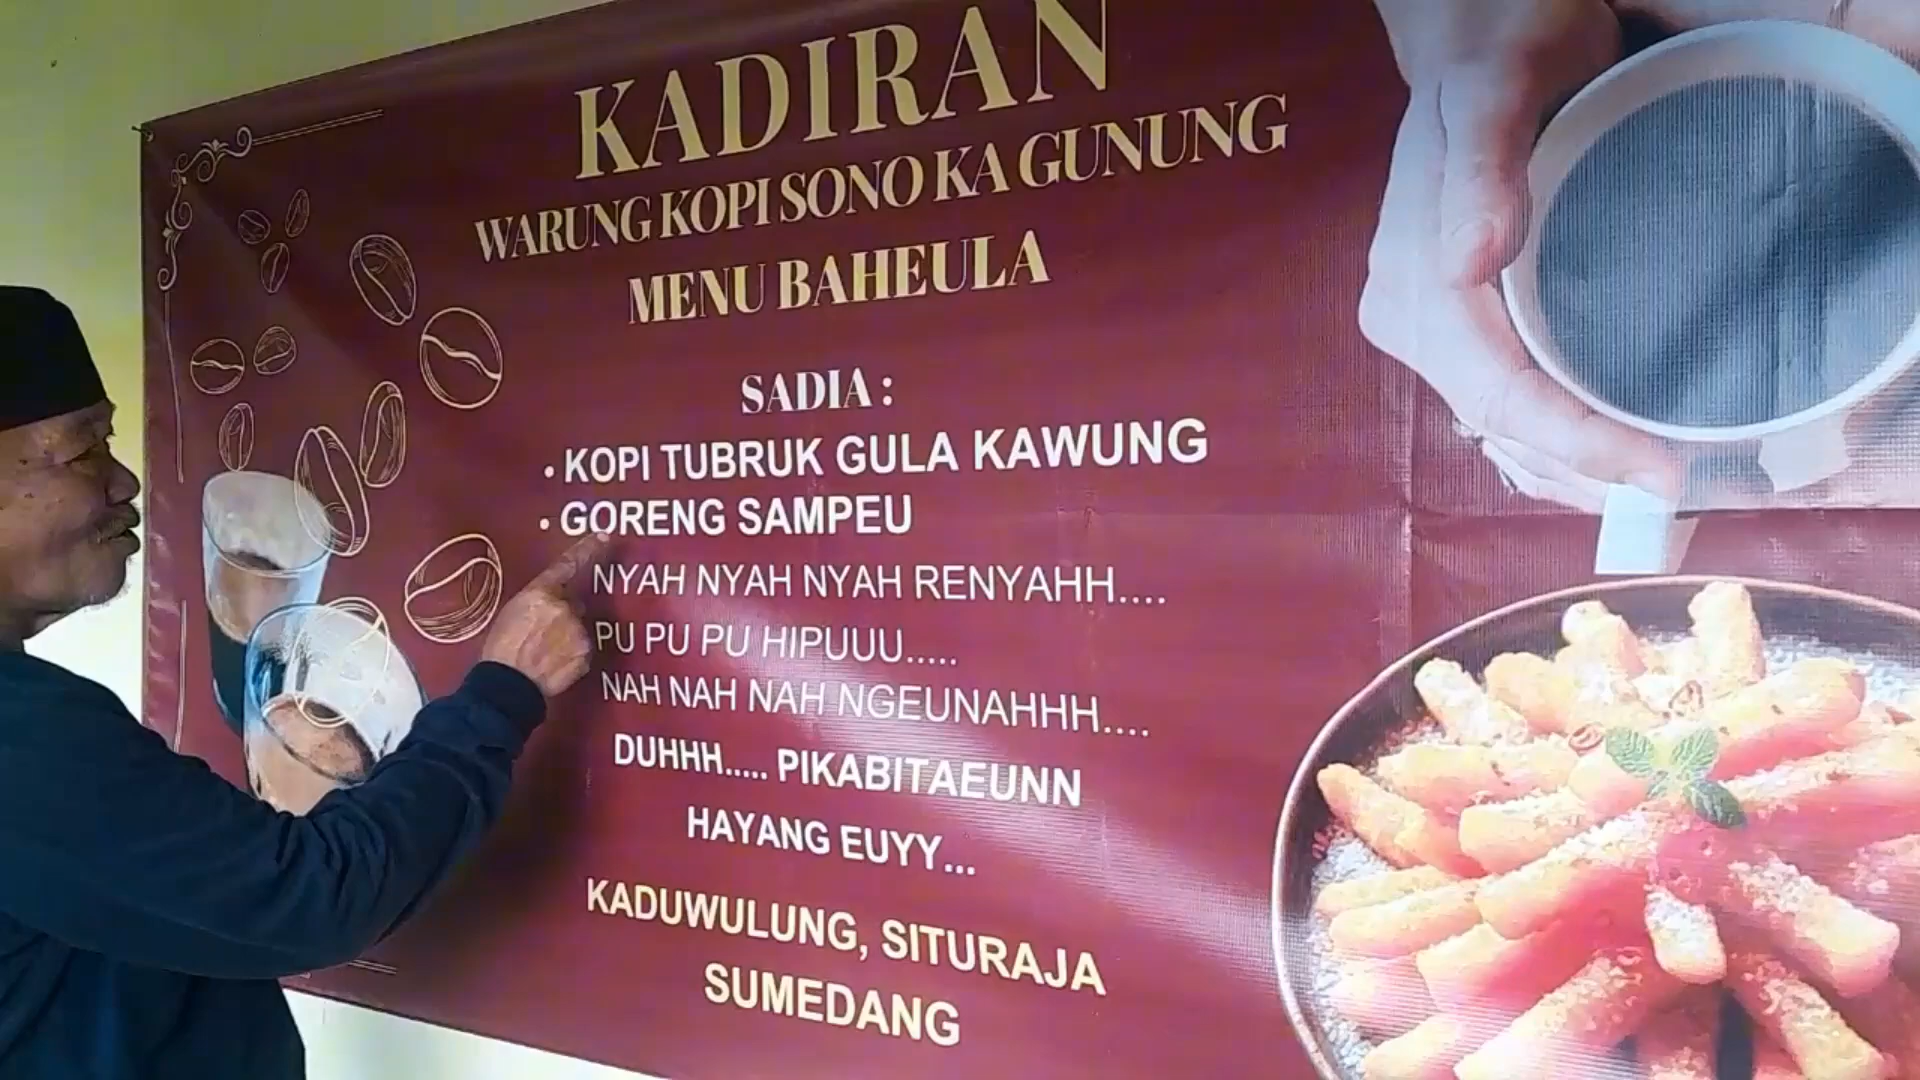 KADIRAN
WARUNG KOPI SONO KA GUNUNG
MENU BAHEULA
SADIA :
• KOPI TUBRUK GULA KAWUNG
• GORENG SAMPEU
NYAH NYAH NYAH RENYAHH....
PU PU PU HIPUUU.....
NAH NAH NAH NGEUNAHHH....
DUHHH..... PIKABITAEUNN
HAYANG EUYY...
KADUWULUNG, SITURAJA
SUMEDANG